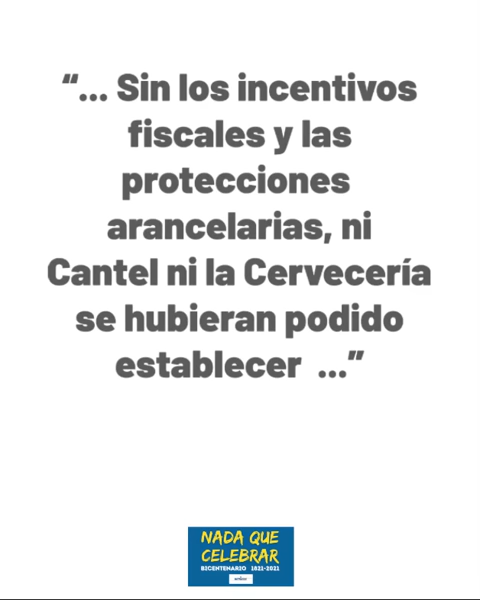 “... Sin los incentivos
fiscales y las
protecciones
arancelarias, ni
Cantel ni la Cervecería
se hubieran podido
establecer ...”
NADA QUE
CELEBRAR
BICENTENARIO 1821-2021